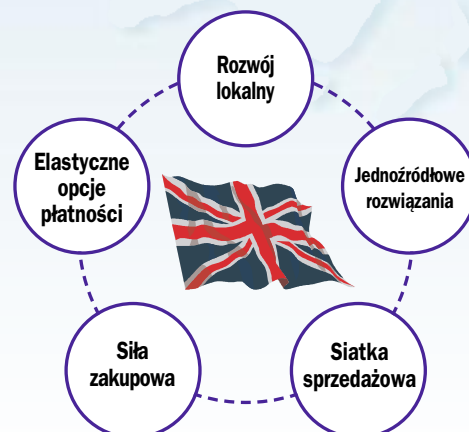 Rozwój
lokalny
Elastyczne
opcje
płatności
Jednoźródłowe
rozwiązania
Siła
zakupowa
Siatka
sprzedażowa